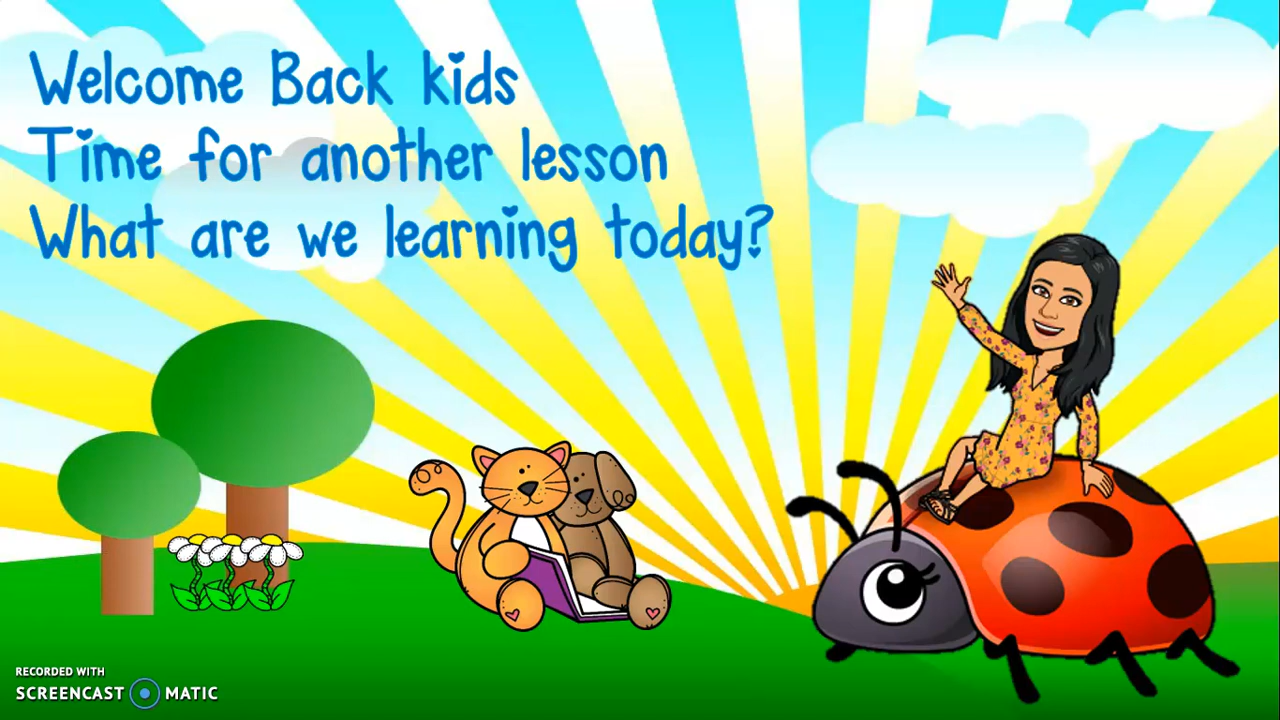 Welcome Back kids
Time for another lesson
What are we learning today?
RECORDED WITH
SCREENCAST MATIC